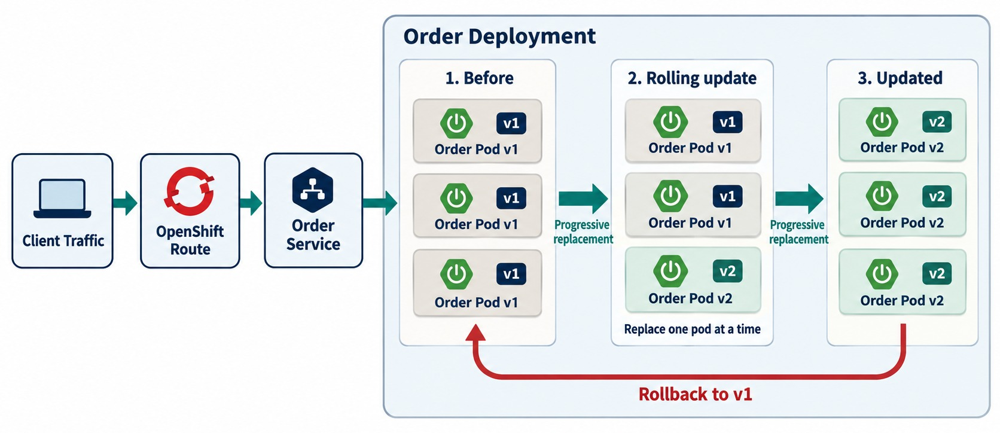 Order Deployment
1. Before
v1
Order Pod v1
v1
Order Pod v1
v1
Order Pod v1
Progressive
replacement
2. Rolling update
v1
Order Pod v1
v1
Order Pod v1
v2
Order Pod v2
Replace one pod at a time
Progressive
replacement
3. Updated
v2
Order Pod v2
v2
Order Pod v2
v2
Order Pod v2
Client Traffic
OpenShift
Route
Order
Service
Rollback to v1